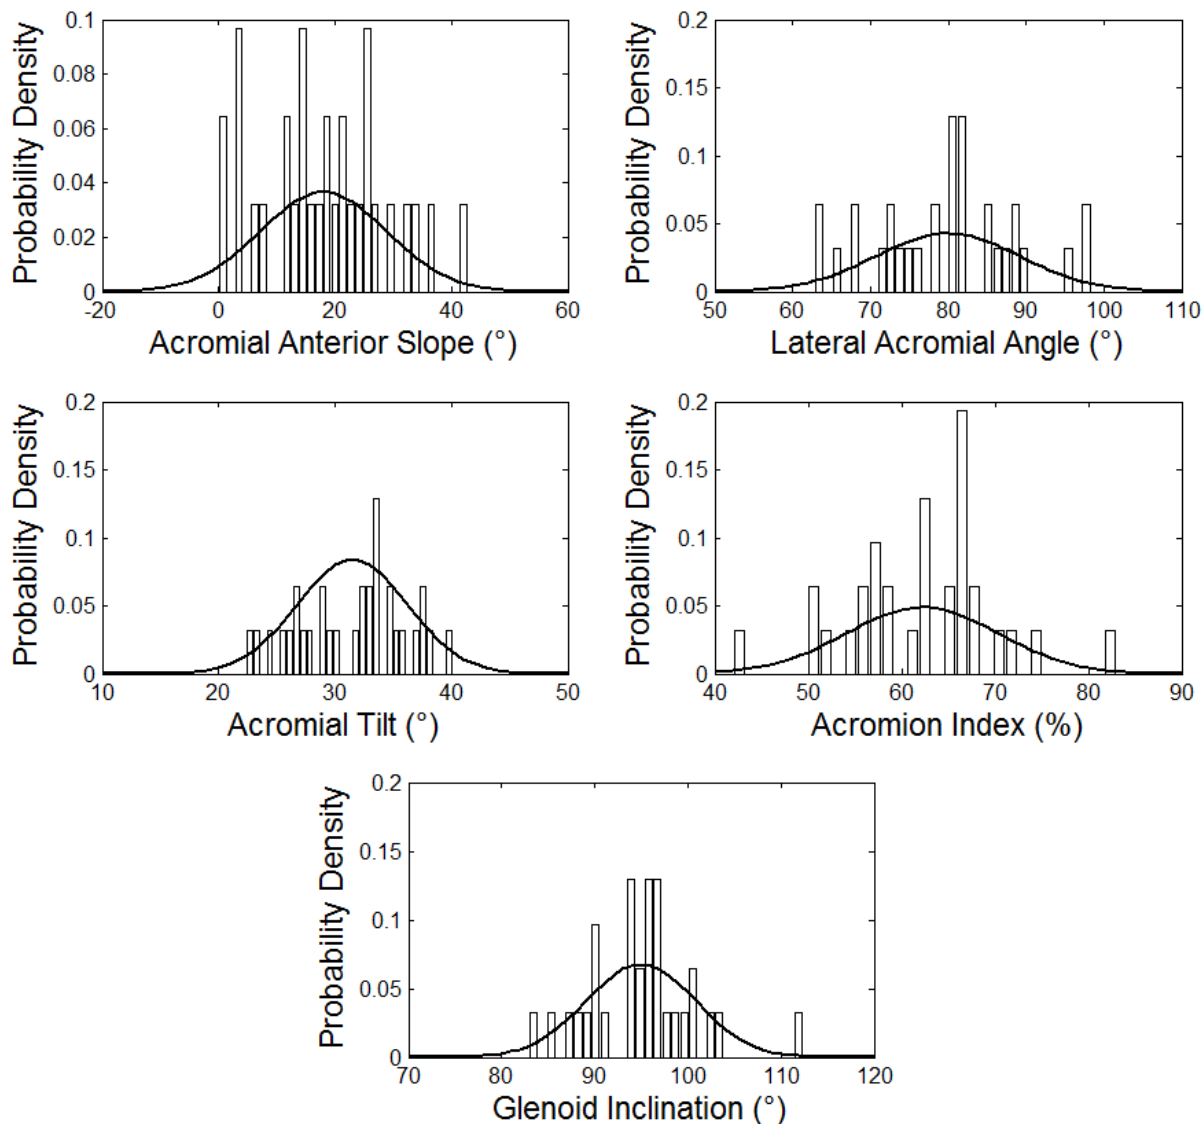 Probability Density
0.1
0.08
0.06
0.04
0.02
0
-20 0 20 40 60
Acromial Anterior Slope (°)
Probability Density
0.2
0.15
0.1
0.05
0
50 60 70 80 90 100 110
Lateral Acromial Angle (°)
Probability Density
0.2
0.15
0.1
0.05
0
10 20 30 40 50
Acromial Tilt (°)
Probability Density
0.2
0.15
0.1
0.05
0
40 50 60 70 80 90
Acromion Index (%)
Probability Density
0.2
0.15
0.1
0.05
0
70 80 90 100 110 120
Glenoid Inclination (°)